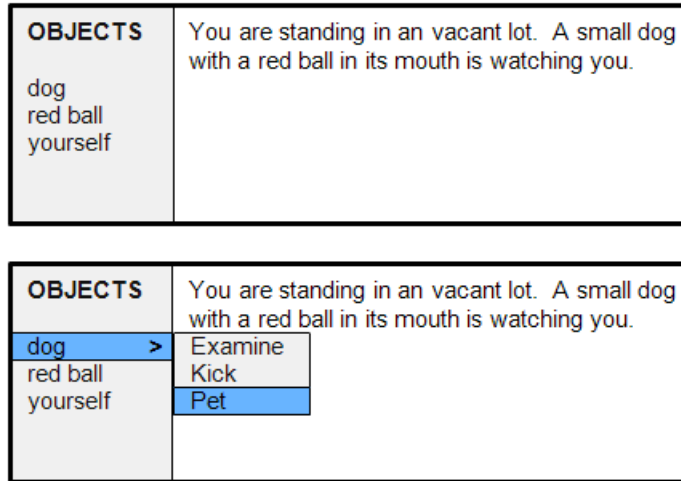 OBJECTS
You are standing in an vacant lot. A small dog
with a red ball in its mouth is watching you.
dog
red ball
yourself
OBJECTS
You are standing in an vacant lot. A small dog
with a red ball in its mouth is watching you.
dog >
Examine
red ball
Kick
yourself
Pet